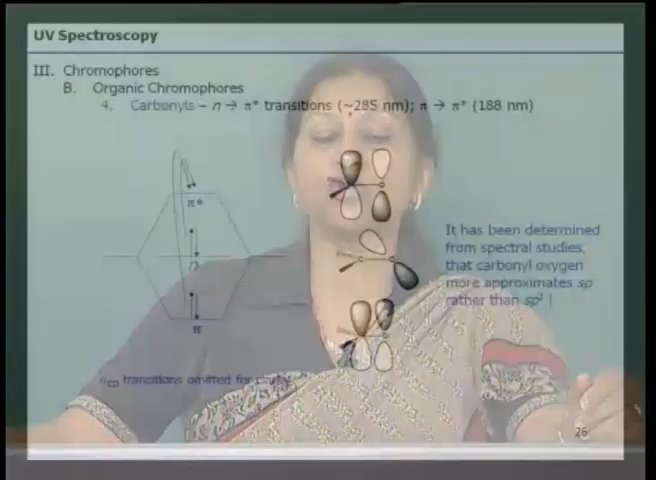 UV Spectroscopy
III. Chromophores
B. Organic Chromophores
4. Carbonyls – n → π* transitions (~285 nm); π → π* (188 nm)
π*
n
π
It has been determined
from spectral studies,
that carbonyl oxygen
more approximates sp
rather than sp²
σCO transitions omitted for clarity
26